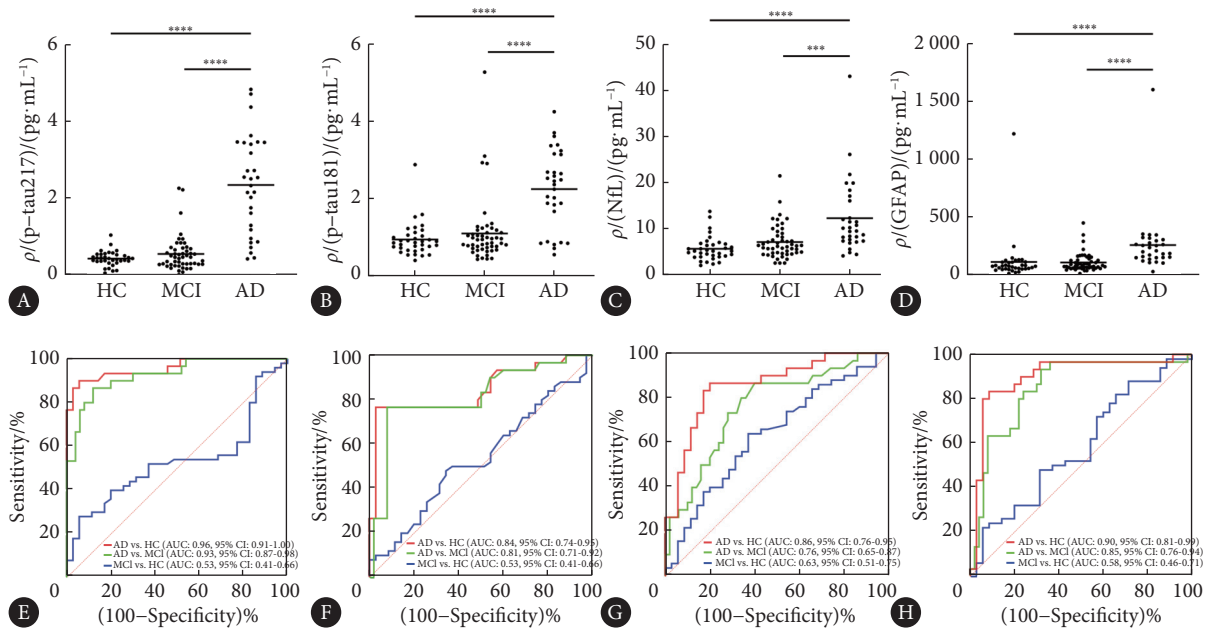 **** **** *** ****
**** **** **** ****
ρ/(p−tau217)/(pg·mL⁻¹)
6
4
2
0
HC MCI AD
A
ρ/(p−tau181)/(pg·mL⁻¹)
6
4
2
0
HC MCI AD
B
ρ/(NfL)/(pg·mL⁻¹)
50
40
30
20
10
0
HC MCI AD
C
ρ/(GFAP)/(pg·mL⁻¹)
2 000
1 500
1 000
500
0
HC MCI AD
D
Sensitivity/%
100
80
60
40
20
AD vs. HC (AUC: 0.96, 95% CI: 0.91-1.00)
AD vs. MCl (AUC: 0.93, 95% CI: 0.87-0.98)
MCl vs. HC (AUC: 0.53, 95% CI: 0.41-0.66)
0 20 40 60 80 100
(100−Specificity)%
E
Sensitivity/%
100
80
60
40
20
AD vs. HC (AUC: 0.84, 95% CI: 0.74-0.95)
AD vs. MCl (AUC: 0.81, 95% CI: 0.71-0.92)
MCl vs. HC (AUC: 0.53, 95% CI: 0.41-0.66)
0 20 40 60 80 100
(100−Specificity)%
F
Sensitivity/%
100
80
60
40
20
AD vs. HC (AUC: 0.86, 95% CI: 0.76-0.95)
AD vs. MCl (AUC: 0.76, 95% CI: 0.65-0.87)
MCl vs. HC (AUC: 0.63, 95% CI: 0.51-0.75)
0 20 40 60 80 100
(100−Specificity)%
G
Sensitivity/%
100
80
60
40
20
AD vs. HC (AUC: 0.90, 95% CI: 0.81-0.99)
AD vs. MCl (AUC: 0.85, 95% CI: 0.76-0.94)
MCl vs. HC (AUC: 0.58, 95% CI: 0.46-0.71)
0 20 40 60 80 100
(100−Specificity)%
H